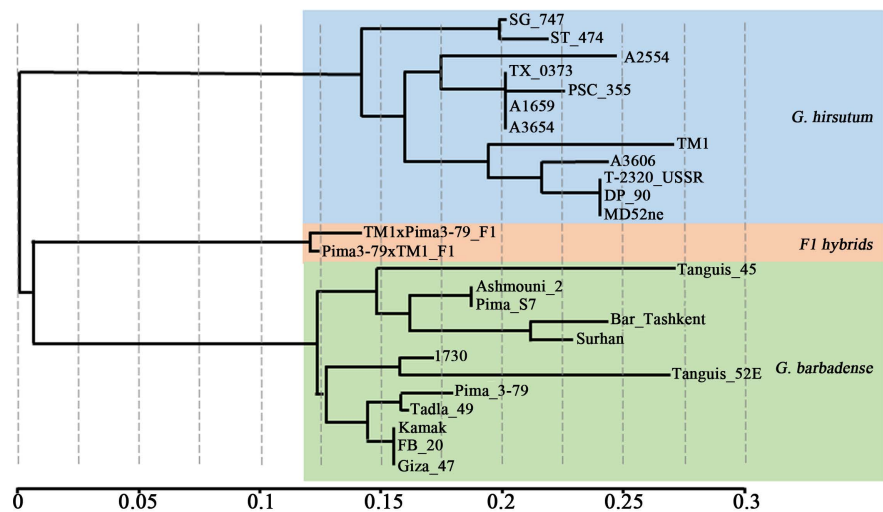 SG_747
ST_474
A2554
TX_0373
PSC_355
A1659
G. hirsutum
A3654
TM1
A3606
T-2320_USSR
DP_90
MD52ne
TM1xPima3-79_F1
F1 hybrids
Pima3-79xTM1_F1
Tanguis_45
Ashmouni_2
Pima_S7
Bar_Tashkent
Surhan
1730
G. barbadense
Tanguis_52E
Pima_3-79
Tadla_49
Kamak
FB_20
Giza_47
0 0.05 0.1 0.15 0.2 0.25 0.3